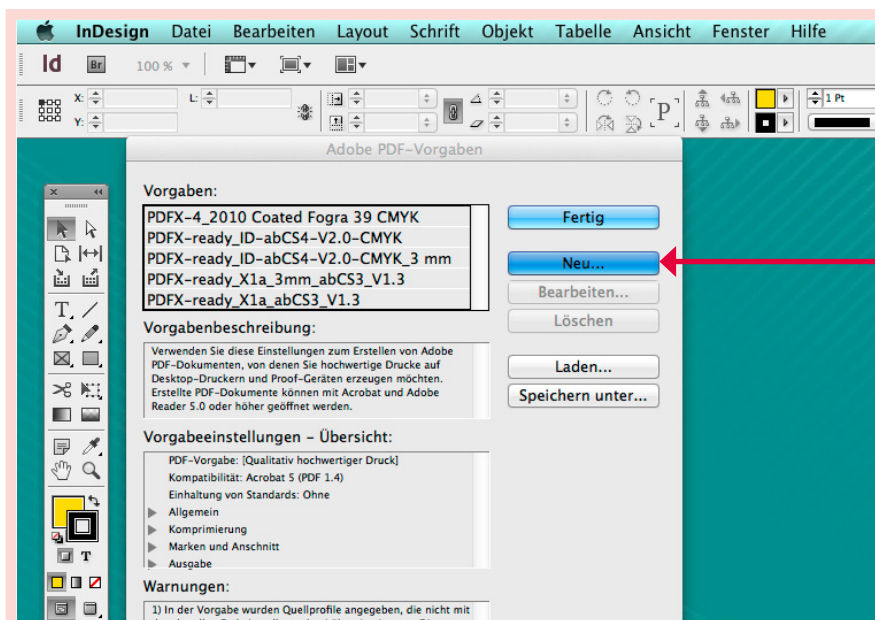 InDesign Datei Bearbeiten Layout Schrift Objekt Tabelle Ansicht Fenster Hilfe
Id Br 100 %
X: L: 1 Pt
Y:
P
Adobe PDF-Vorgaben
Vorgaben:
PDFX-4_2010 Coated Fogra 39 CMYK
PDFX-ready_ID-abCS4-V2.0-CMYK
PDFX-ready_ID-abCS4-V2.0-CMYK_3 mm
PDFX-ready_X1a_3mm_abCS3_V1.3
PDFX-ready_X1a_abCS3_V1.3
Fertig
Neu...
Bearbeiten...
Löschen
Laden...
Speichern unter...
Vorgabenbeschreibung:
Verwenden Sie diese Einstellungen zum Erstellen von Adobe
PDF-Dokumenten, von denen Sie hochwertige Drucke auf
Desktop-Druckern und Proof-Geräten erzeugen möchten.
Erstellte PDF-Dokumente können mit Acrobat und Adobe
Reader 5.0 oder höher geöffnet werden.
Vorgabeeinstellungen – Übersicht:
PDF-Vorgabe: [Qualitativ hochwertiger Druck]
Kompatibilität: Acrobat 5 (PDF 1.4)
Einhaltung von Standards: Ohne
Allgemein
Komprimierung
Marken und Anschnitt
Ausgabe
Warnungen:
1) In der Vorgabe wurden Quellprofile angegeben, die nicht mit
T
T